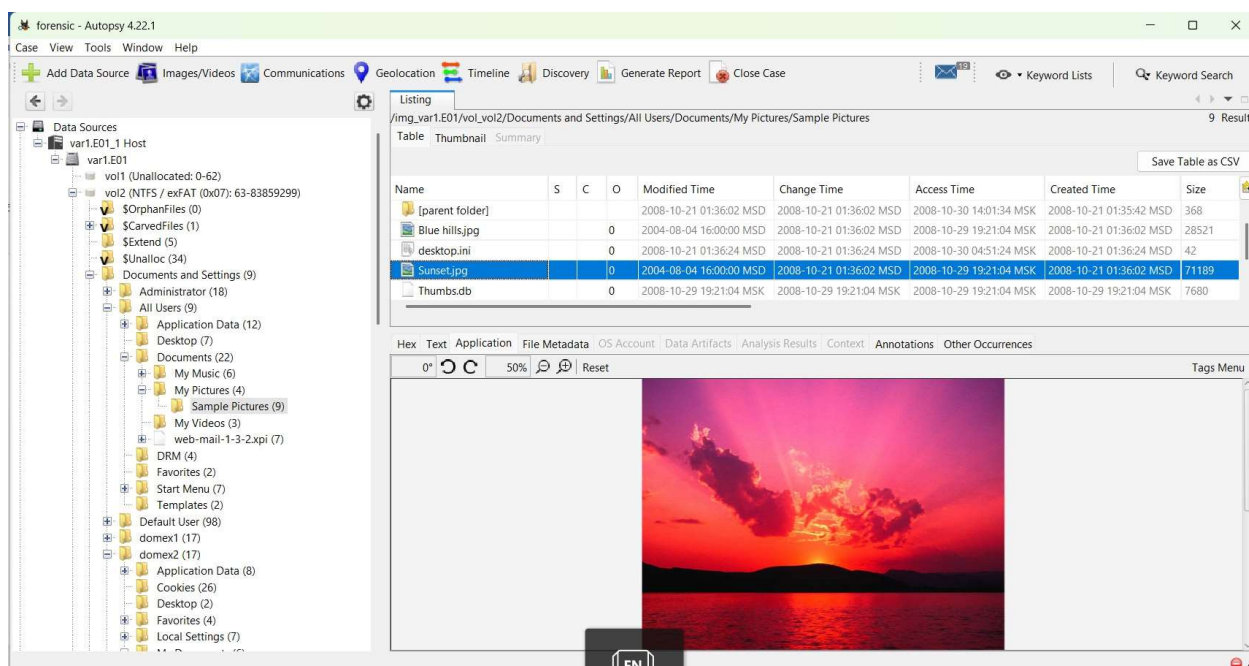 forensic - Autopsy 4.22.1
Case View Tools Window Help
Add Data Source Images/Videos Communications Geolocation Timeline Discovery Generate Report Close Case 12 Keyword Lists Keyword Search
Listing
/img_var1.E01/vol_vol2/Documents and Settings/All Users/Documents/My Pictures/Sample Pictures 9 Result
Table Thumbnail Summary
Save Table as CSV
Name S C O Modified Time Change Time Access Time Created Time Size
[parent folder] 2008-10-21 01:36:02 MSD 2008-10-21 01:36:02 MSD 2008-10-30 14:01:34 MSK 2008-10-21 01:35:42 MSD 368
Blue hills.jpg 0 2004-08-04 16:00:00 MSD 2008-10-21 01:36:02 MSD 2008-10-29 19:21:04 MSK 2008-10-21 01:36:02 MSD 28521
desktop.ini 0 2008-10-21 01:36:24 MSD 2008-10-21 01:36:24 MSD 2008-10-30 04:51:24 MSK 2008-10-21 01:36:24 MSD 42
Sunset.jpg 0 2004-08-04 16:00:00 MSD 2008-10-21 01:36:02 MSD 2008-10-29 19:21:04 MSK 2008-10-21 01:36:02 MSD 71189
Thumbs.db 0 2008-10-29 19:21:04 MSK 2008-10-29 19:21:04 MSK 2008-10-29 19:21:04 MSK 2008-10-29 19:21:04 MSK 7680
Hex Text Application File Metadata OS Account Data Artifacts Analysis Results Context Annotations Other Occurrences
0° 50% Reset Tags Menu
Data Sources
var1.E01_1 Host
var1.E01
vol1 (Unallocated: 0-62)
vol2 (NTFS / exFAT (0x07): 63-83859299)
$OrphanFiles (0)
$CarvedFiles (1)
$Extend (5)
$Unalloc (34)
Documents and Settings (9)
Administrator (18)
All Users (9)
Application Data (12)
Desktop (7)
Documents (22)
My Music (6)
My Pictures (4)
Sample Pictures (9)
My Videos (3)
web-mail-1-3-2.xpi (7)
DRM (4)
Favorites (2)
Start Menu (7)
Templates (2)
Default User (98)
domex1 (17)
domex2 (17)
Application Data (8)
Cookies (26)
Desktop (2)
Favorites (4)
Local Settings (7)
EN